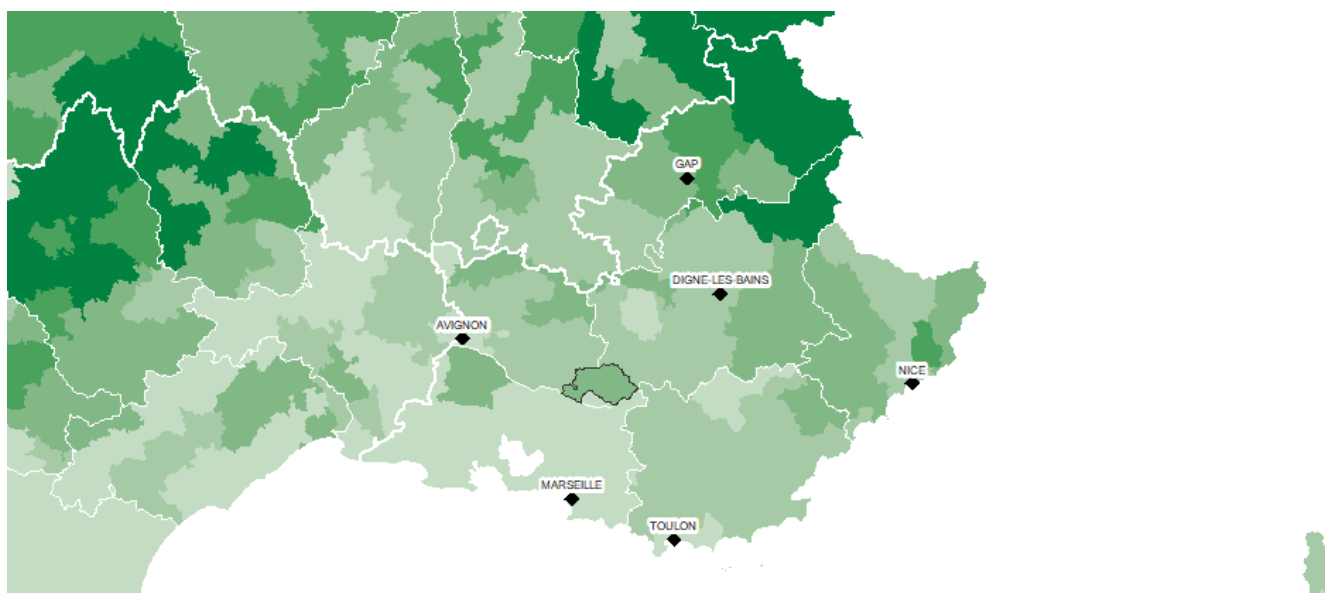 GAP
DIGNE-LES-BAINS
AVIGNON
NICE
MARSEILLE
TOULON